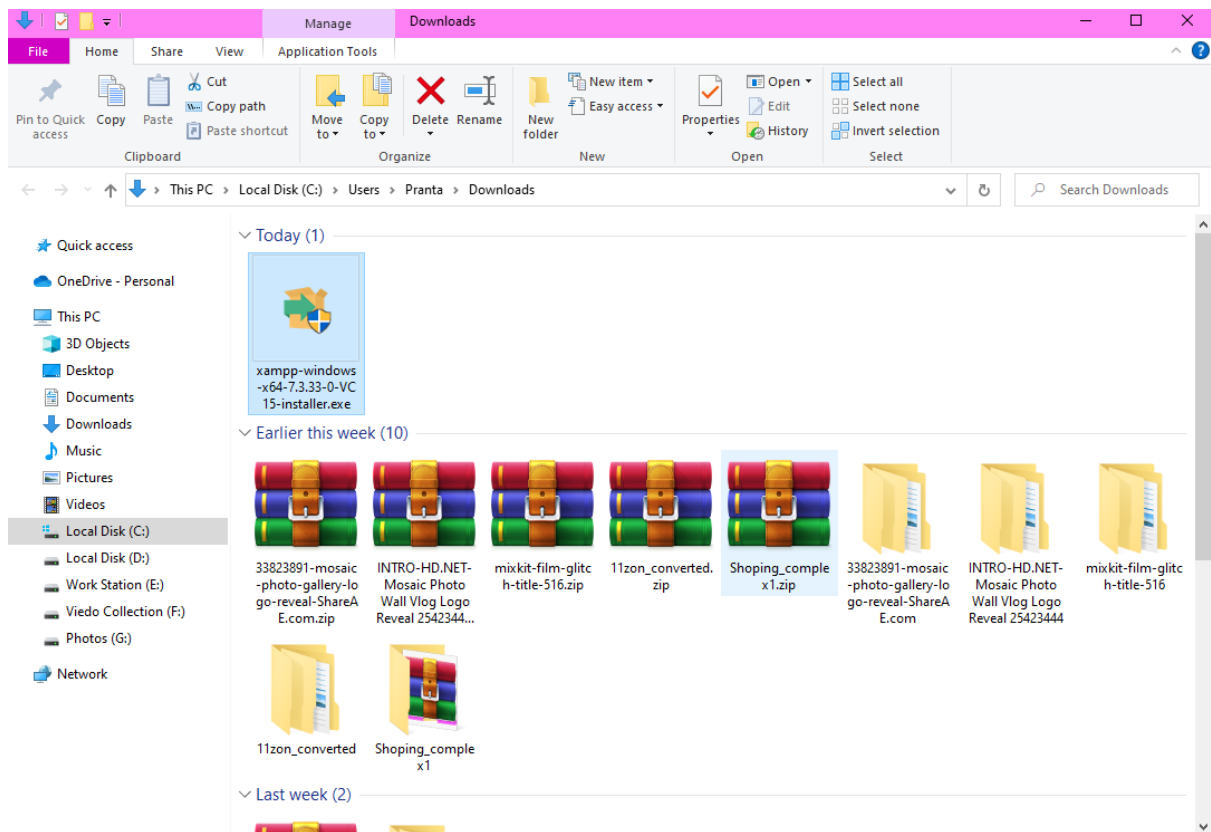 Manage Downloads
File Home Share View Application Tools
Pin to Quick access
Copy
Paste
Cut
Copy path
Paste shortcut
Clipboard
Move to
Copy to
Delete
Rename
Organize
New folder
New item
Easy access
New
Properties
Open
Edit
History
Open
Select all
Select none
Invert selection
Select
This PC > Local Disk (C:) > Users > Pranta > Downloads
Search Downloads
Quick access
OneDrive - Personal
This PC
3D Objects
Desktop
Documents
Downloads
Music
Pictures
Videos
Local Disk (C:)
Local Disk (D:)
Work Station (E:)
Viedo Collection (F:)
Photos (G:)
Network
Today (1)
xampp-windows
-x64-7.3.33-0-VC
15-installer.exe
Earlier this week (10)
33823891-mosaic
-photo-gallery-lo
go-reveal-ShareA
E.com.zip
INTRO-HD.NET-
Mosaic Photo
Wall Vlog Logo
Reveal 2542344...
mixkit-film-glitc
h-title-516.zip
11zon_converted.
zip
Shoping_comple
x1.zip
33823891-mosaic
-photo-gallery-lo
go-reveal-ShareA
E.com
INTRO-HD.NET-
Mosaic Photo
Wall Vlog Logo
Reveal 25423444
mixkit-film-glitc
h-title-516
11zon_converted
Shoping_comple
x1
Last week (2)